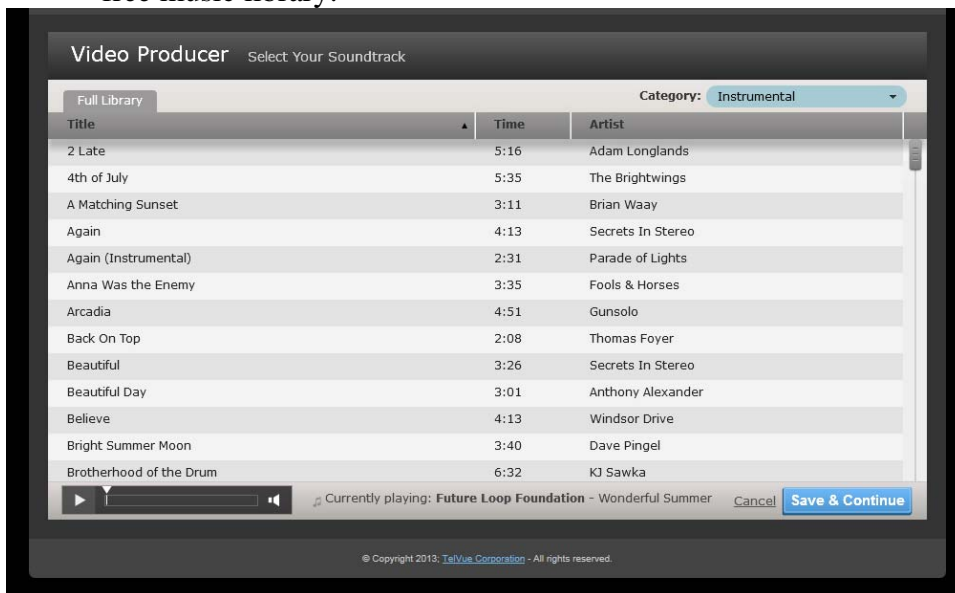 free music library.
Video Producer Select Your Soundtrack
Full Library Category: Instrumental
Title Time Artist
2 Late 5:16 Adam Longlands
4th of July 5:35 The Brightwings
A Matching Sunset 3:11 Brian Waay
Again 4:13 Secrets In Stereo
Again (Instrumental) 2:31 Parade of Lights
Anna Was the Enemy 3:35 Fools & Horses
Arcadia 4:51 Gunsolo
Back On Top 2:08 Thomas Foyer
Beautiful 3:26 Secrets In Stereo
Beautiful Day 3:01 Anthony Alexander
Believe 4:13 Windsor Drive
Bright Summer Moon 3:40 Dave Pingel
Brotherhood of the Drum 6:32 KJ Sawka
Currently playing: Future Loop Foundation - Wonderful Summer Cancel Save & Continue
© Copyright 2013; TelVue Corporation - All rights reserved.